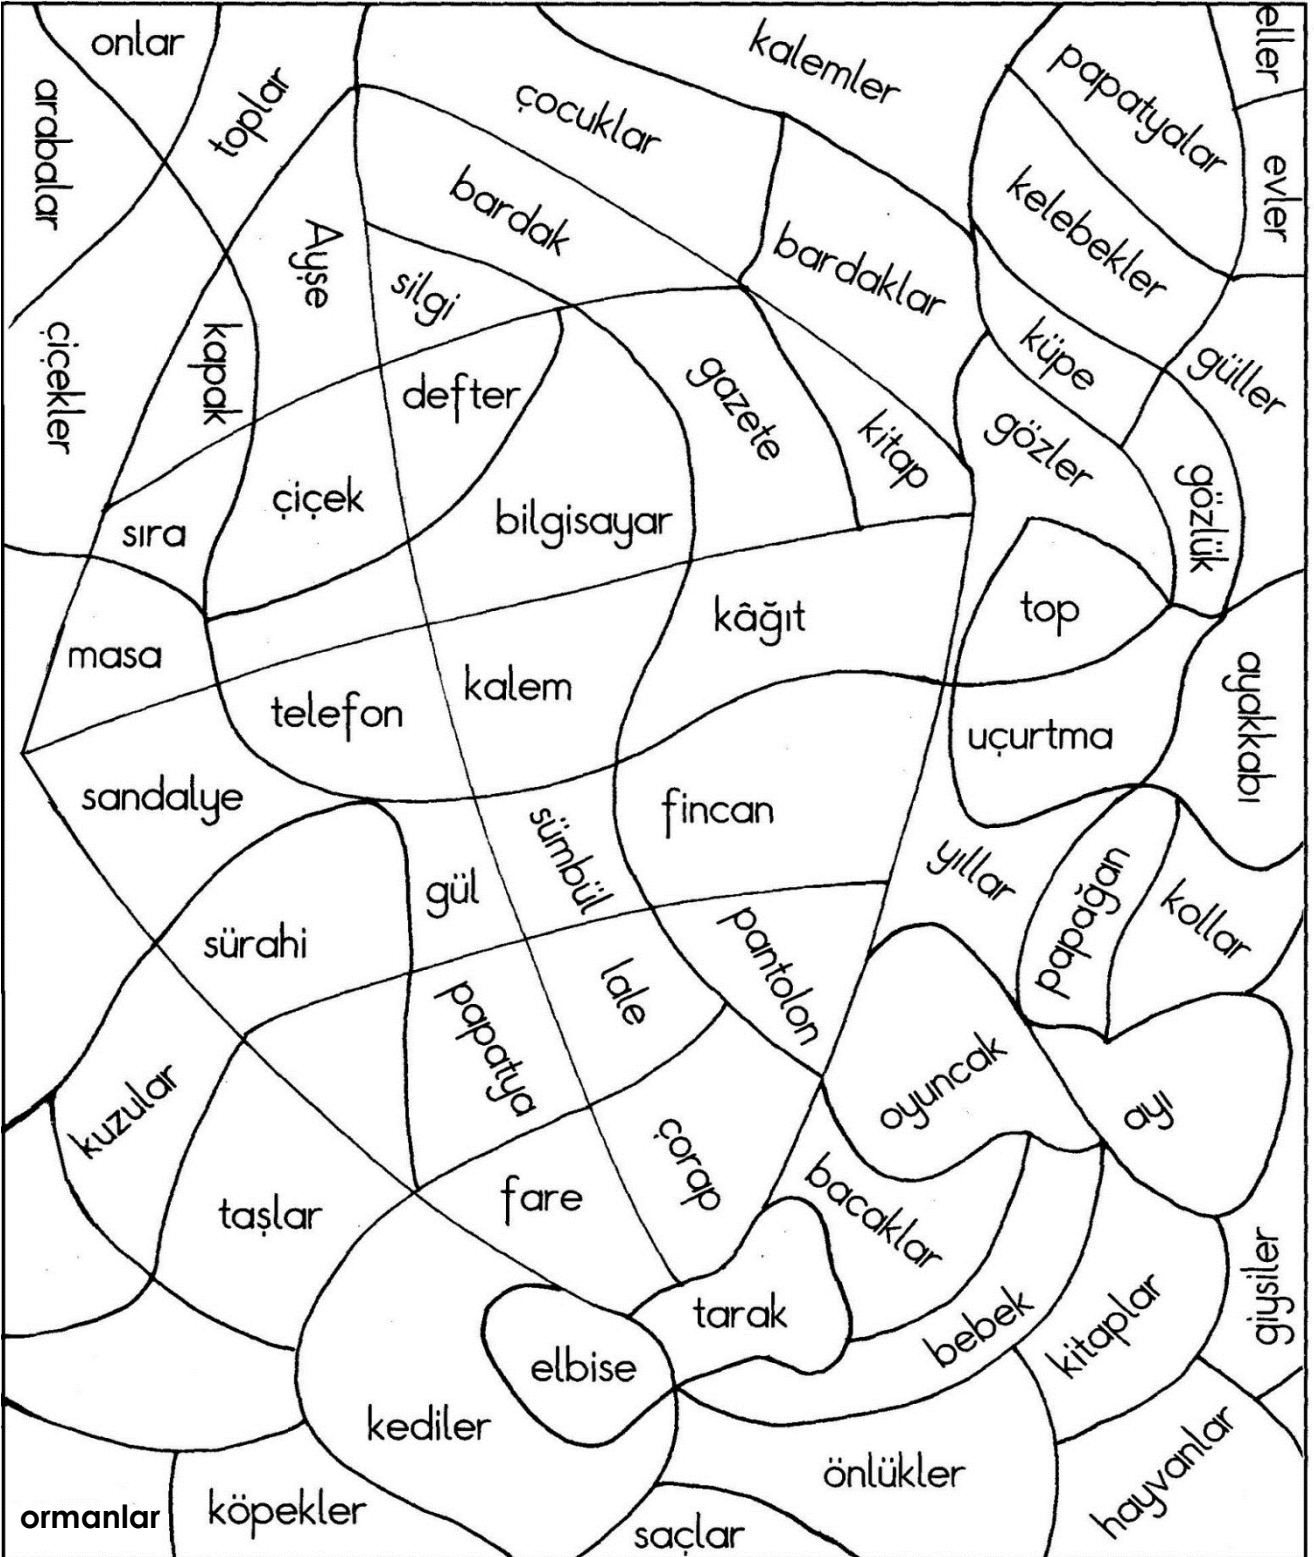 onlar
eller
kalemler
papatyalar
toplar
çocuklar
arabalar
evler
bardak
kelebekler
Ayşe
bardaklar
silgi
küpe
kapak
çiçekler
güller
defter
gazete
kitap
gözler
çiçek
bilgisayar
gözlük
sıra
top
kâğıt
masa
kalem
telefon
uçurtma
ayakkabı
sandalye
fincan
sümbül
yıllar
gül
papağan
kollar
sürahi
pantolon
lale
papatya
oyuncak
kuzular
ayı
çorap
fare
taşlar
bacaklar
giysiler
tarak
bebek
kitaplar
elbise
kediler
önlükler
hayvanlar
ormanlar
köpekler
saçlar